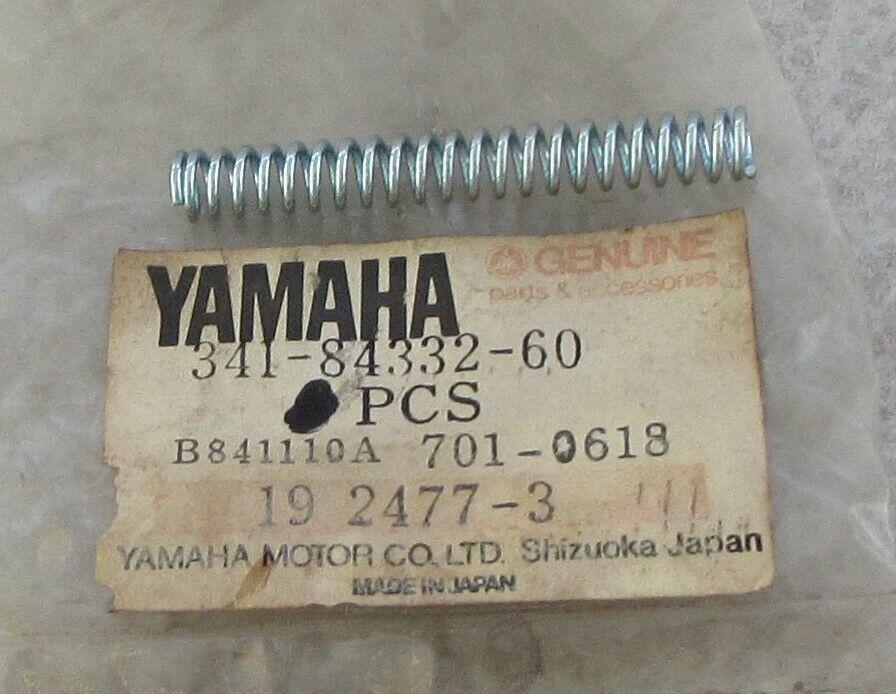 YAMAHA GENUINE
parts & accessories
341-84332-60
PCS
B841110A 701-0618
19 2477-3
YAMAHA MOTOR CO., LTD. Shizuoka Japan
MADE IN JAPAN